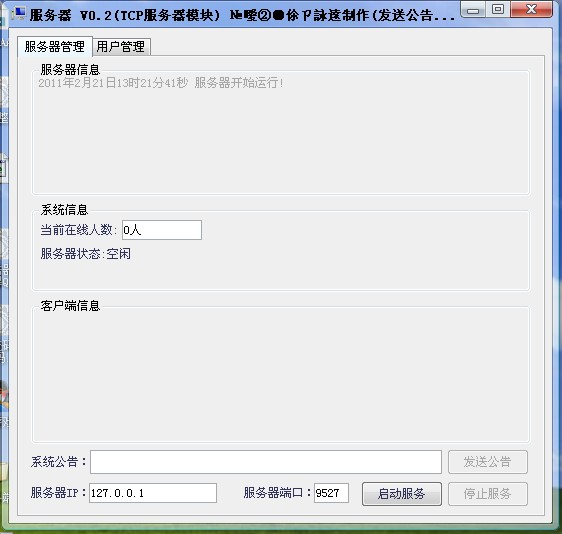 服务器 V0.2(TCP服务器模块) №曖②●徐卩詠逹制作(发送公告...
服务器管理 用户管理
服务器信息
2011年2月21日13时21分41秒 服务器开始运行!
系统信息
当前在线人数: 0人
服务器状态:空闲
客户端信息
系统公告: 发送公告
服务器IP: 127.0.0.1 服务器端口: 9527 启动服务 停止服务